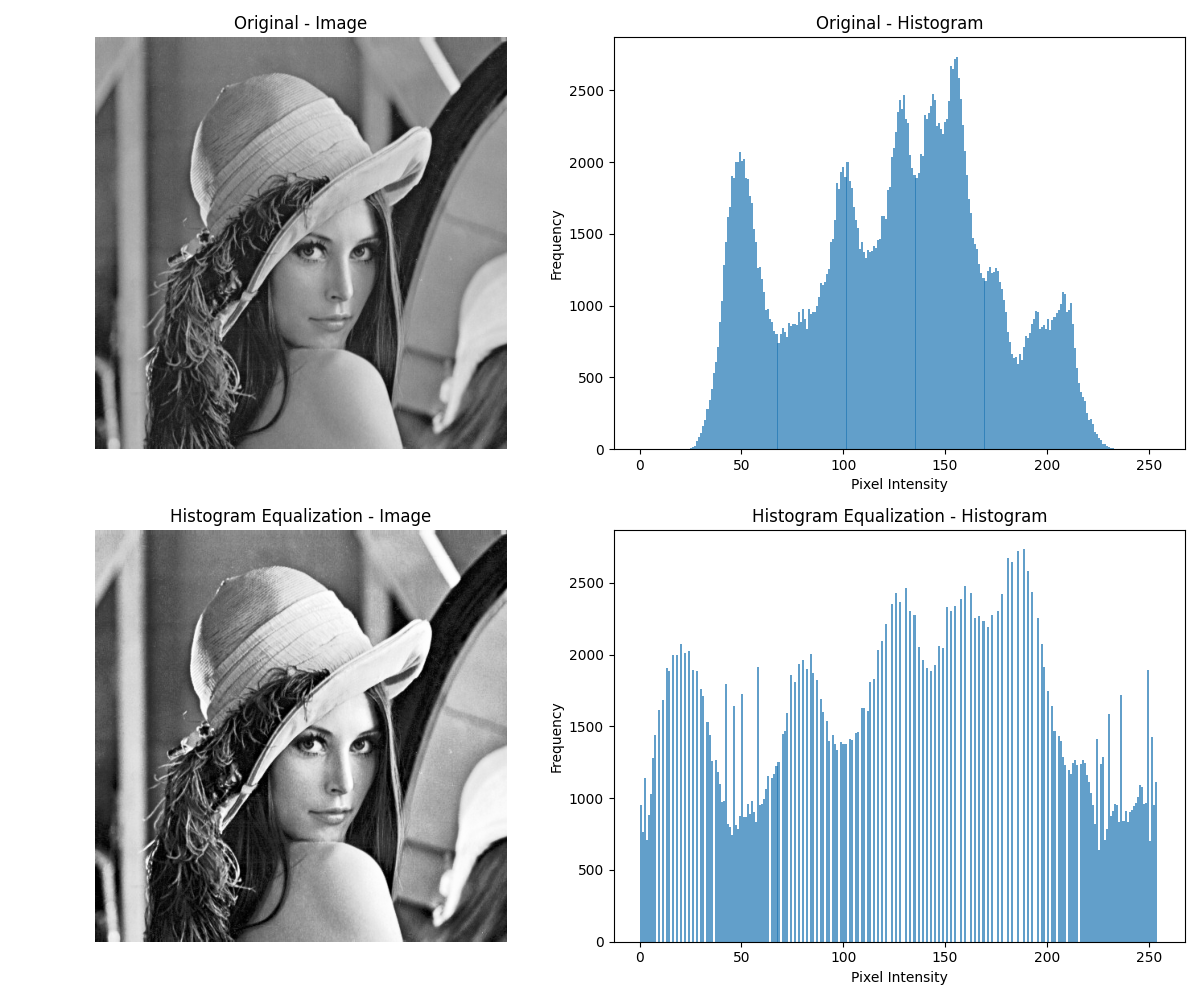 Original - Image
Original - Histogram
Frequency
2500
2000
1500
1000
500
0
0 50 100 150 200 250
Pixel Intensity
Histogram Equalization - Image
Histogram Equalization - Histogram
Frequency
2500
2000
1500
1000
500
0
0 50 100 150 200 250
Pixel Intensity